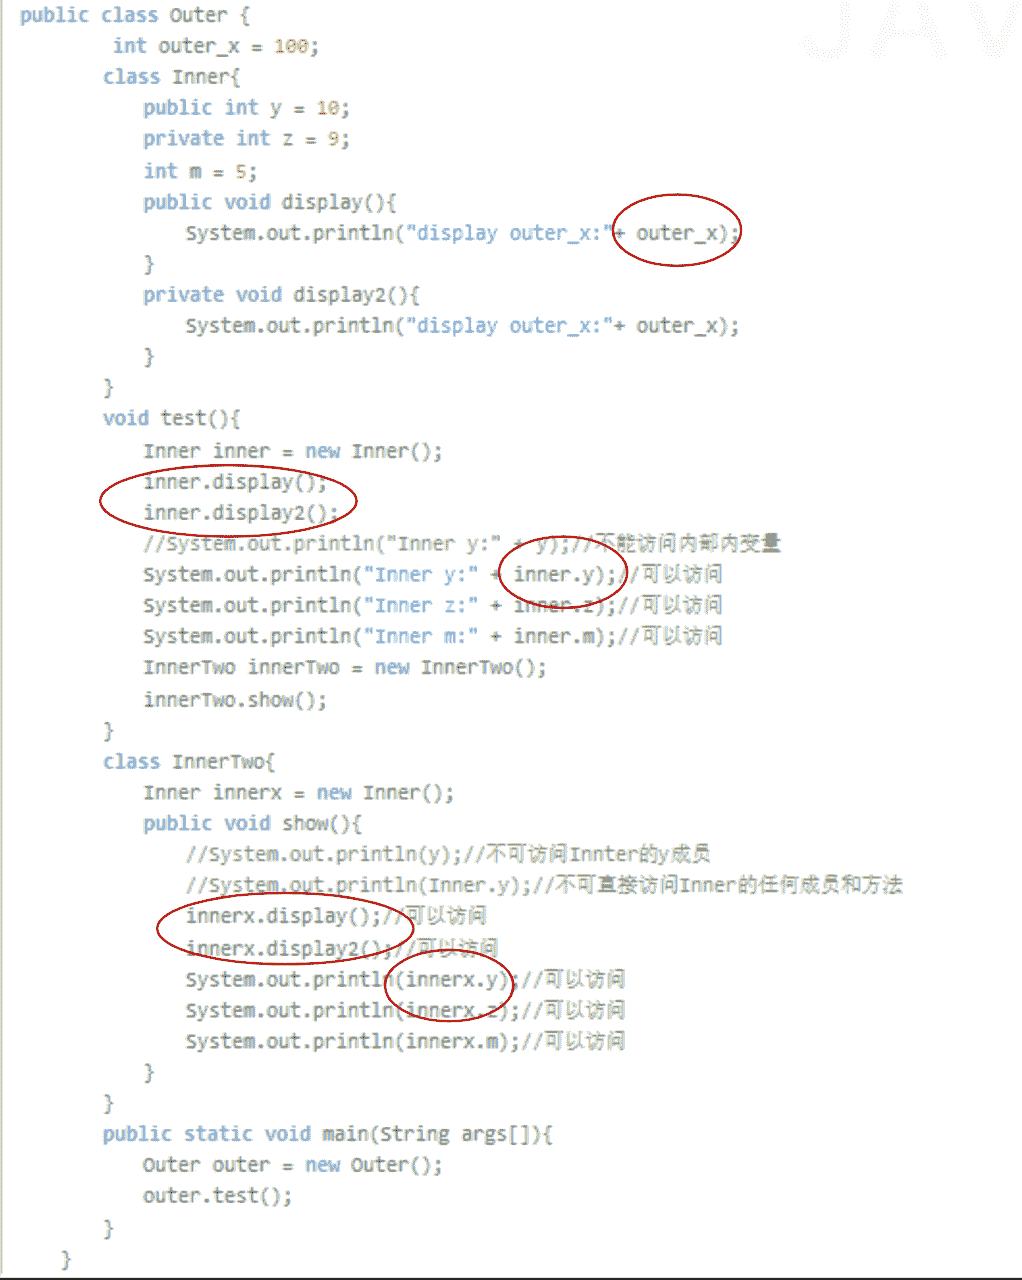 JAV
public class Outer {
int outer_x = 100;
class Inner{
public int y = 10;
private int z = 9;
int m = 5;
public void display(){
System.out.println("display outer_x:"+ outer_x);
}
private void display2(){
System.out.println("display outer_x:"+ outer_x);
}
}
void test(){
Inner inner = new Inner();
inner.display();
inner.display2();
//System.out.println("Inner y:" + y);//不能访问内部内变量
System.out.println("Inner y:" + inner.y);//可以访问
System.out.println("Inner z:" + inner.z);//可以访问
System.out.println("Inner m:" + inner.m);//可以访问
InnerTwo innerTwo = new InnerTwo();
innerTwo.show();
}
class InnerTwo{
Inner innerx = new Inner();
public void show(){
//System.out.println(y);//不可访问Innter的y成员
//System.out.println(Inner.y);//不可直接访问Inner的任何成员和方法
innerx.display();//可以访问
innerx.display2();//可以访问
System.out.println(innerx.y);//可以访问
System.out.println(innerx.z);//可以访问
System.out.println(innerx.m);//可以访问
}
}
public static void main(String args[]){
Outer outer = new Outer();
outer.test();
}
}